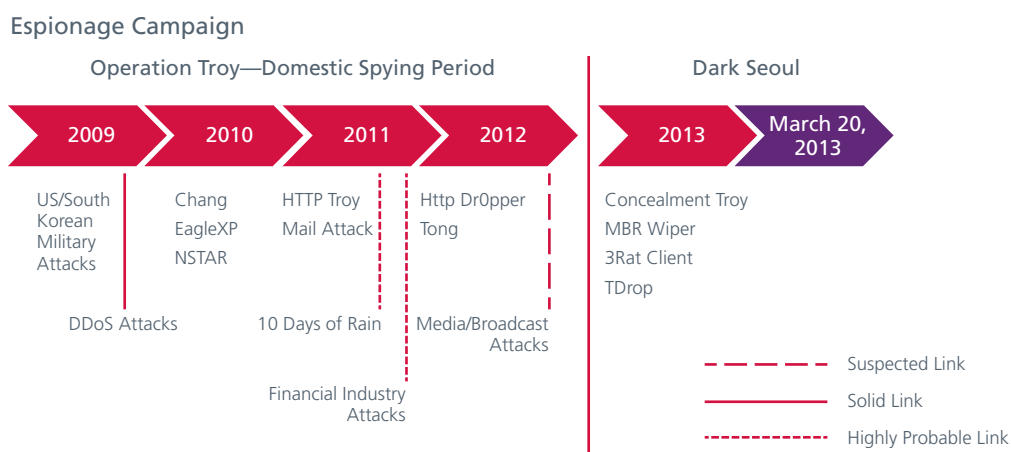 Espionage Campaign
Operation Troy—Domestic Spying Period
Dark Seoul
2009
2010
2011
2012
2013
March 20,
2013
US/South
Korean
Military
Attacks
Chang
EagleXP
NSTAR
HTTP Troy
Mail Attack
Http Dr0pper
Tong
Concealment Troy
MBR Wiper
3Rat Client
TDrop
DDoS Attacks
10 Days of Rain
Media/Broadcast
Attacks
Financial Industry
Attacks
Suspected Link
Solid Link
Highly Probable Link